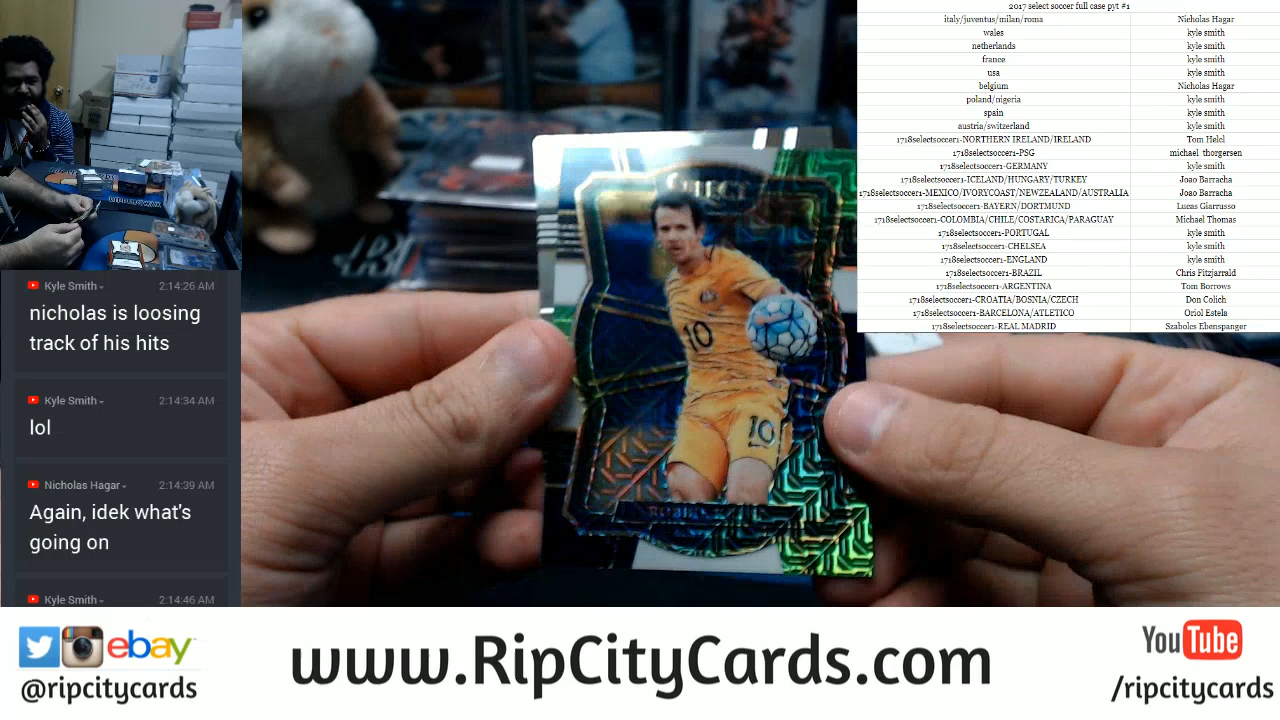 2017 select soccer full case pyt #1
italy/juventus/milan/roma Nicholas Hagar
wales kyle smith
netherlands kyle smith
france kyle smith
usa kyle smith
belgium Nicholas Hagar
poland/nigeria kyle smith
spain kyle smith
austria/switzerland kyle smith
1718selectsoccer1-NORTHERN IRELAND/IRELAND Tom Helcl
1718selectsoccer1-PSG michael thorgersen
1718selectsoccer1-GERMANY kyle smith
1718selectsoccer1-ICELAND/HUNGARY/TURKEY Joao Barracha
1718selectsoccer1-MEXICO/IVORYCOAST/NEWZEALAND/AUSTRALIA Joao Barracha
1718selectsoccer1-BAYERN/DORTMUND Lucas Giarrusso
1718selectsoccer1-COLOMBIA/CHILE/COSTARICA/PARAGUAY Michael Thomas
1718selectsoccer1-PORTUGAL kyle smith
1718selectsoccer1-CHELSEA kyle smith
1718selectsoccer1-ENGLAND kyle smith
1718selectsoccer1-BRAZIL Chris Fitzjarrald
1718selectsoccer1-ARGENTINA Tom Borrows
1718selectsoccer1-CROATIA/BOSNIA/CZECH Don Colich
1718selectsoccer1-BARCELONA/ATLETICO Oriol Estela
1718selectsoccer1-REAL MADRID Szabolcs Ebenspanger
SELECT
10
10
Kyle Smith 2:14:26 AM
nicholas is loosing
track of his hits
Kyle Smith 2:14:34 AM
lol
Nicholas Hagar 2:14:39 AM
Again, idek what's
going on
Kyle Smith 2:14:46 AM
ebay
@ripcitycards
www.RipCityCards.com
YouTube
/ripcitycards